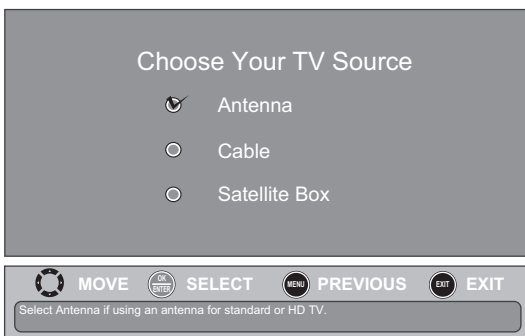 Choose Your TV Source
Antenna
Cable
Satellite Box
MOVE OK ENTER SELECT MENU PREVIOUS EXIT EXIT
Select Antenna if using an antenna for standard or HD TV.